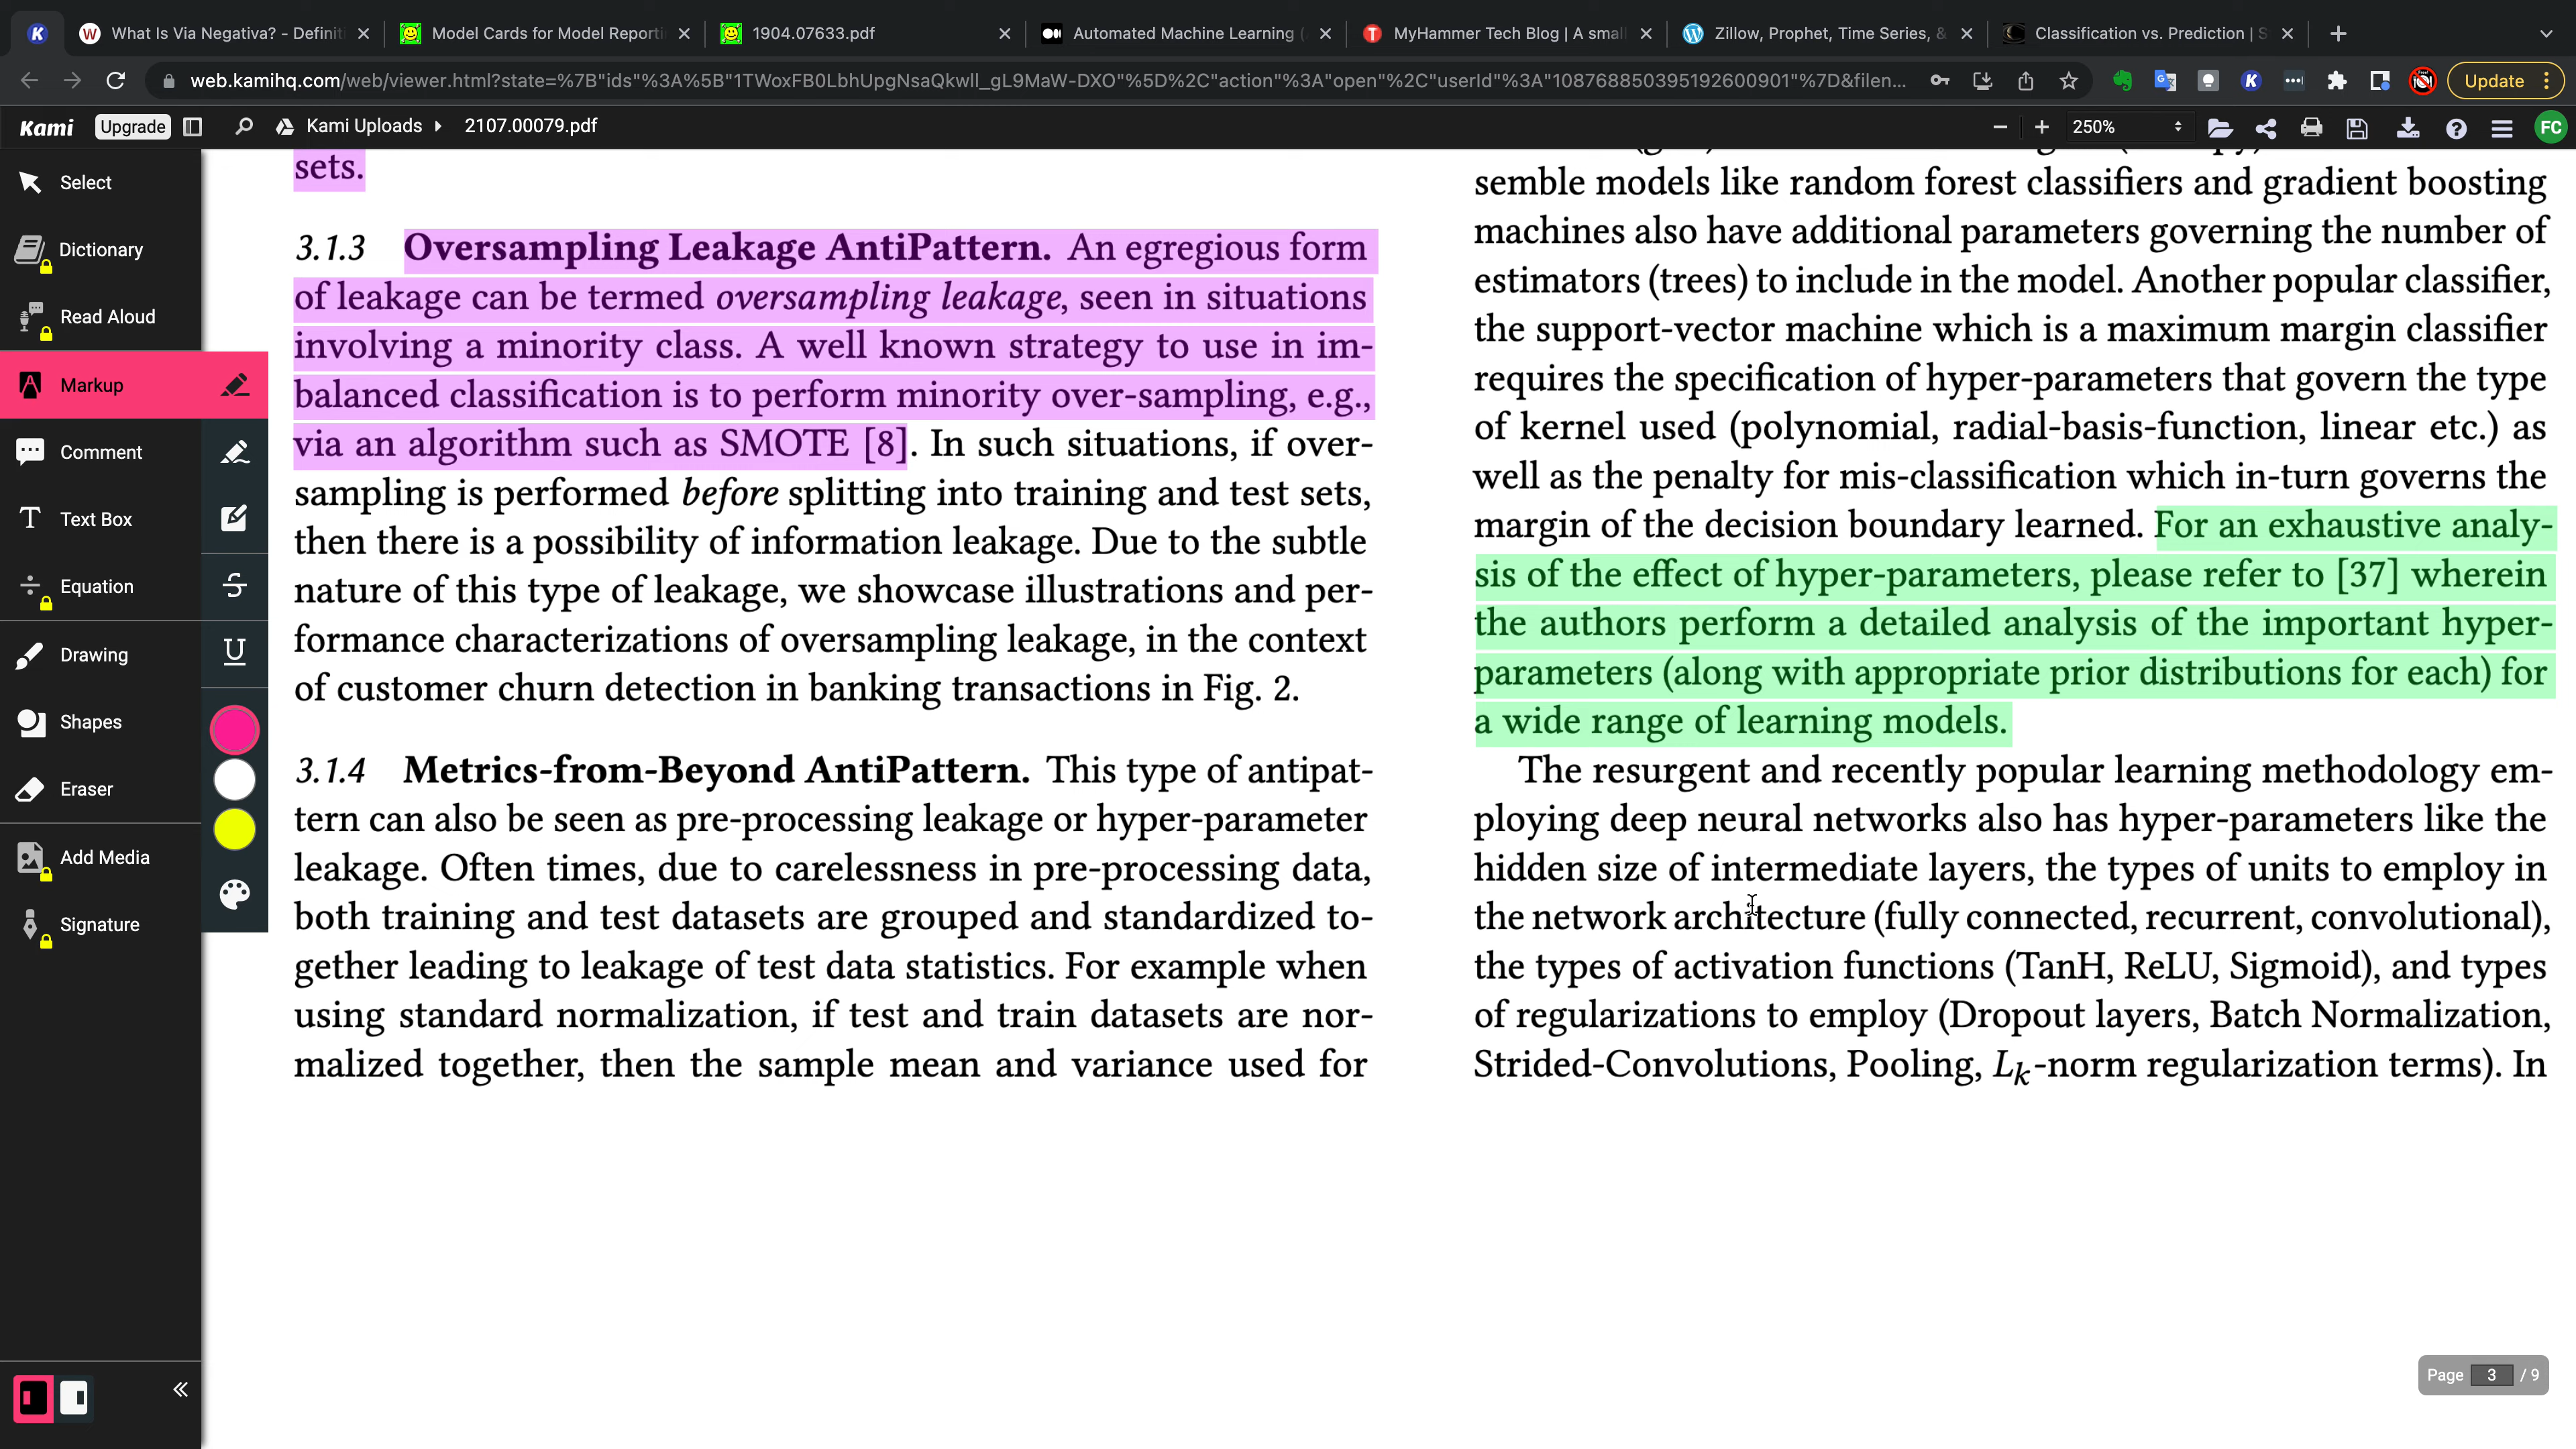 What Is Via Negativa? - Definiti
Model Cards for Model Reporti
1904.07633.pdf
Automated Machine Learning (
MyHammer Tech Blog | A smal
Zillow, Prophet, Time Series, &
Classification vs. Prediction | S
web.kamihq.com/web/viewer.html?state=%7B"ids"%3A%5B"1TWoxFB0LbhUpgNsaQkwll_gL9MaW-DXO"%5D%2C"action"%3A"open"%2C"userId"%3A"108768850395192600901"%7D&filen...
Update
Kami
Upgrade
Kami Uploads
2107.00079.pdf
250%
FC
Select
Dictionary
Read Aloud
Markup
Comment
Text Box
Equation
Drawing
Shapes
Eraser
Add Media
Signature
sets.
3.1.3 Oversampling Leakage AntiPattern. An egregious form
of leakage can be termed oversampling leakage, seen in situations
involving a minority class. A well known strategy to use in im-
balanced classification is to perform minority over-sampling, e.g.,
via an algorithm such as SMOTE [8]. In such situations, if over-
sampling is performed before splitting into training and test sets,
then there is a possibility of information leakage. Due to the subtle
nature of this type of leakage, we showcase illustrations and per-
formance characterizations of oversampling leakage, in the context
of customer churn detection in banking transactions in Fig. 2.
3.1.4 Metrics-from-Beyond AntiPattern. This type of antipat-
tern can also be seen as pre-processing leakage or hyper-parameter
leakage. Often times, due to carelessness in pre-processing data,
both training and test datasets are grouped and standardized to-
gether leading to leakage of test data statistics. For example when
using standard normalization, if test and train datasets are nor-
malized together, then the sample mean and variance used for
semble models like random forest classifiers and gradient boosting
machines also have additional parameters governing the number of
estimators (trees) to include in the model. Another popular classifier,
the support-vector machine which is a maximum margin classifier
requires the specification of hyper-parameters that govern the type
of kernel used (polynomial, radial-basis-function, linear etc.) as
well as the penalty for mis-classification which in-turn governs the
margin of the decision boundary learned. For an exhaustive analy-
sis of the effect of hyper-parameters, please refer to [37] wherein
the authors perform a detailed analysis of the important hyper-
parameters (along with appropriate prior distributions for each) for
a wide range of learning models.
The resurgent and recently popular learning methodology em-
ploying deep neural networks also has hyper-parameters like the
hidden size of intermediate layers, the types of units to employ in
the network architecture (fully connected, recurrent, convolutional),
the types of activation functions (TanH, ReLU, Sigmoid), and types
of regularizations to employ (Dropout layers, Batch Normalization,
Strided-Convolutions, Pooling, Lk-norm regularization terms). In
Page 3 / 9